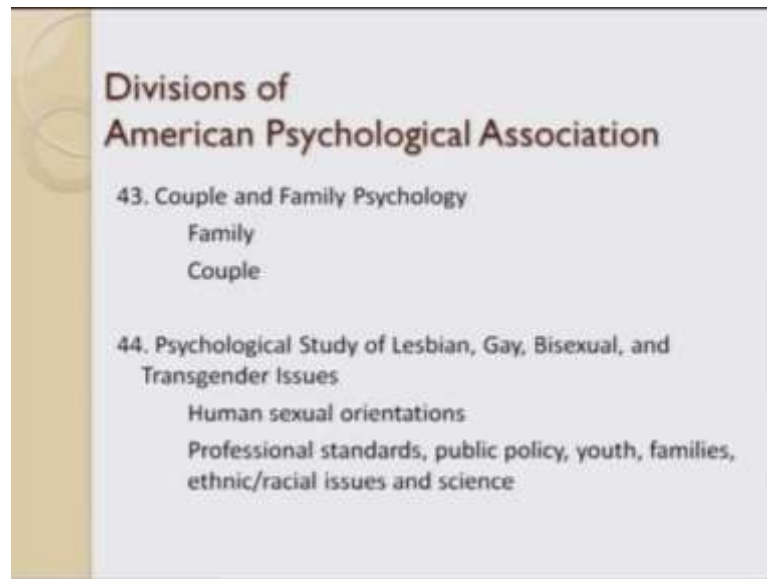 Divisions of
American Psychological Association
43. Couple and Family Psychology
Family
Couple
44. Psychological Study of Lesbian, Gay, Bisexual, and
Transgender Issues
Human sexual orientations
Professional standards, public policy, youth, families,
ethnic/racial issues and science